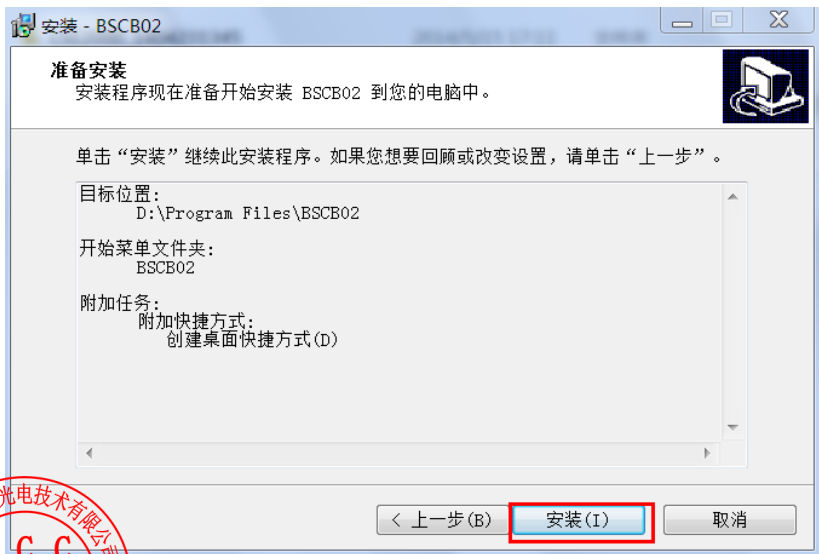 安装 - BSCB02
准备安装
安装程序现在准备开始安装 BSCB02 到您的电脑中。
单击“安装”继续此安装程序。如果您想要回顾或改变设置，请单击“上一步”。
目标位置:
D:\Program Files\BSCB02
开始菜单文件夹:
BSCB02
附加任务:
附加快捷方式:
创建桌面快捷方式(D)
< 上一步(B)
安装(I)
取消
光电技术有限公司
C C